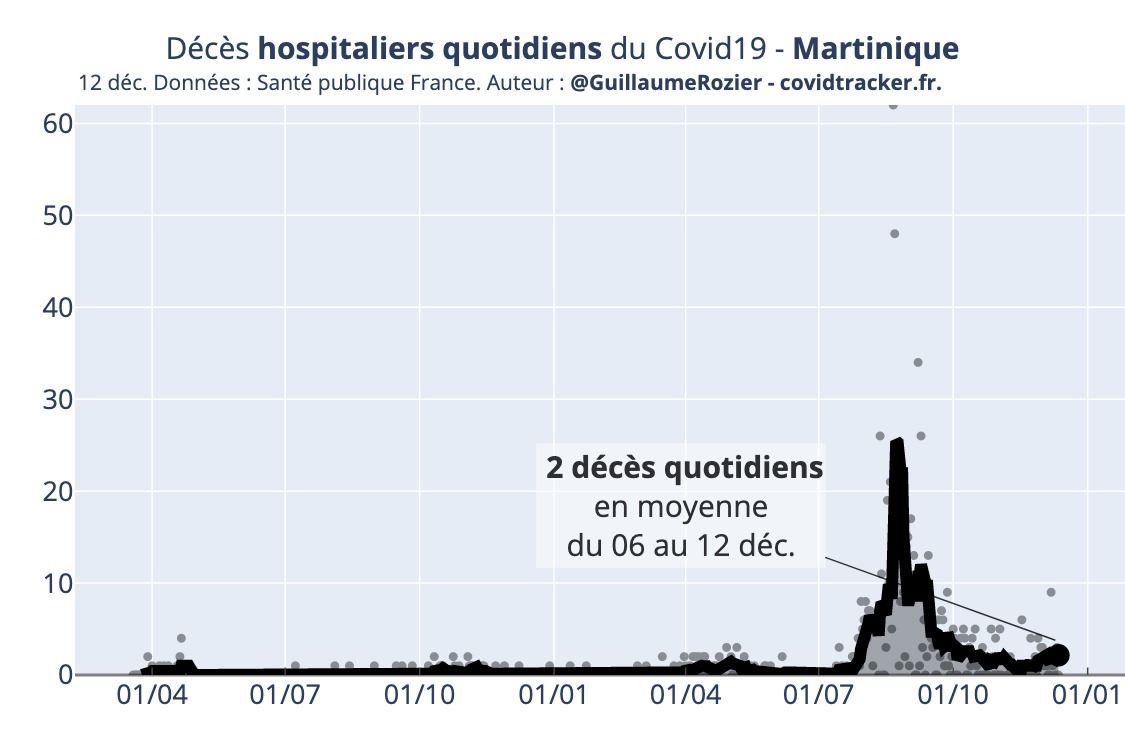 Décès hospitaliers quotidiens du Covid19 - Martinique
12 déc. Données : Santé publique France. Auteur : @GuillaumeRozier - covidtracker.fr.
60
50
40
30
20
10
0
2 décès quotidiens
en moyenne
du 06 au 12 déc.
01/04 01/07 01/10 01/01 01/04 01/07 01/10 01/01